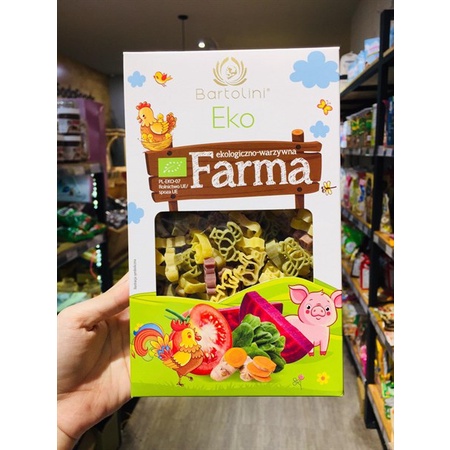 Bartolini®
Eko
ekologiczno-warzywna
Farma
PL-EKO-07
Rolnictwo UE/
spoza UE